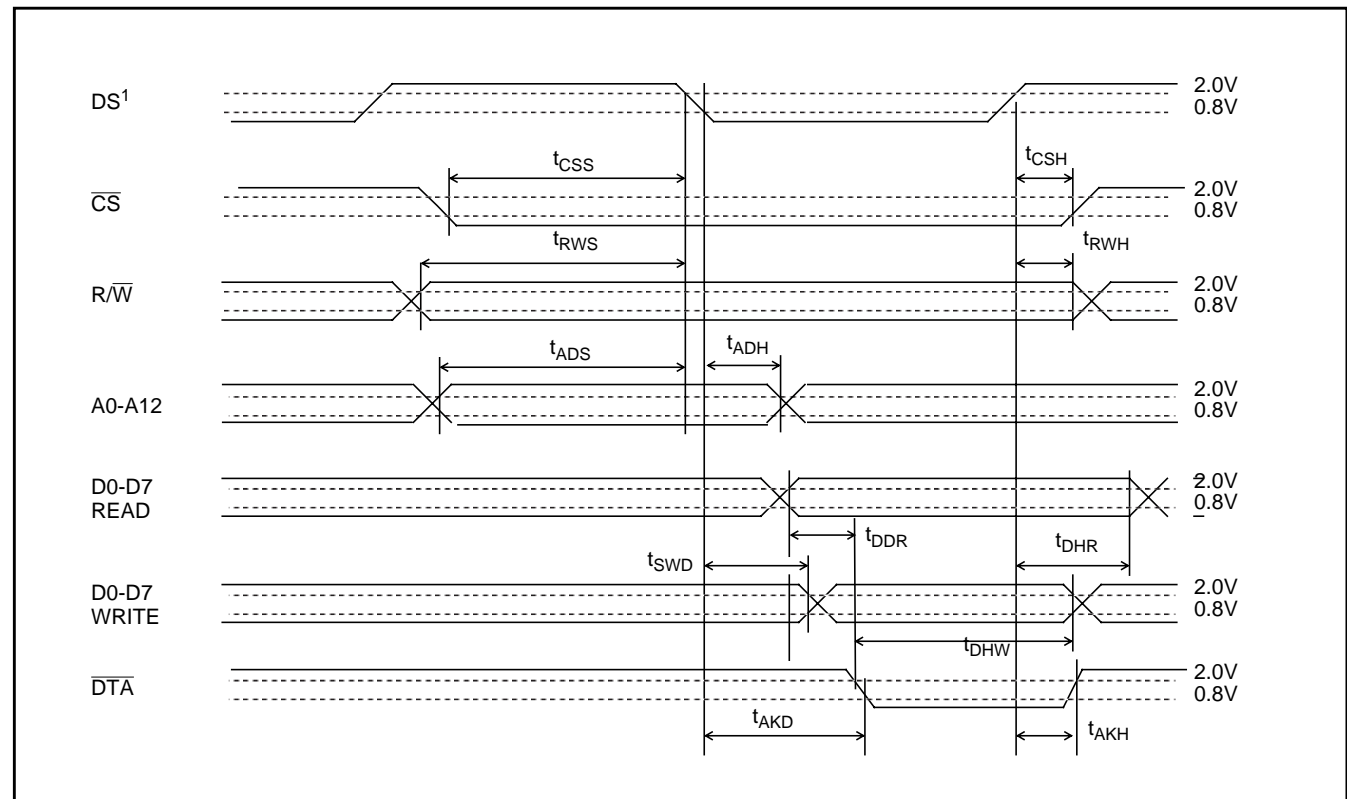 DS¹
2.0V
0.8V
tCSS
tCSH
C̅S̅
2.0V
0.8V
tRWS
tRWH
R/W̅
2.0V
0.8V
tADS
tADH
A0-A12
2.0V
0.8V
D0-D7
READ
2.0V
0.8V
tDDR
tDHR
tSWD
D0-D7
WRITE
2.0V
0.8V
tDHW
D̅T̅A̅
2.0V
0.8V
tAKD
tAKH